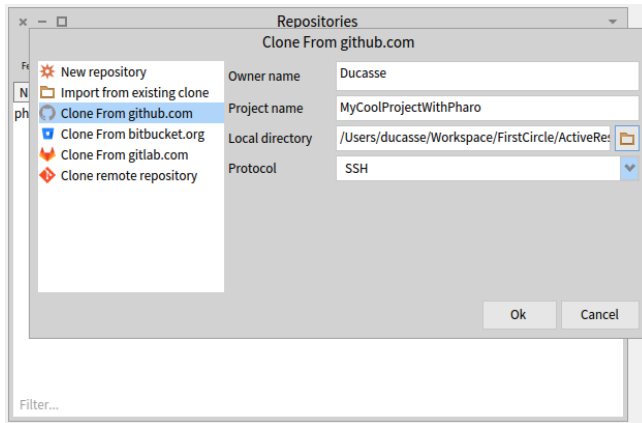 Repositories
Clone From github.com
Fe
N
ph
New repository
Import from existing clone
Clone From github.com
Clone From bitbucket.org
Clone From gitlab.com
Clone remote repository
Owner name Ducasse
Project name MyCoolProjectWithPharo
Local directory /Users/ducasse/Workspace/FirstCircle/ActiveRes
Protocol SSH
Ok Cancel
Filter...